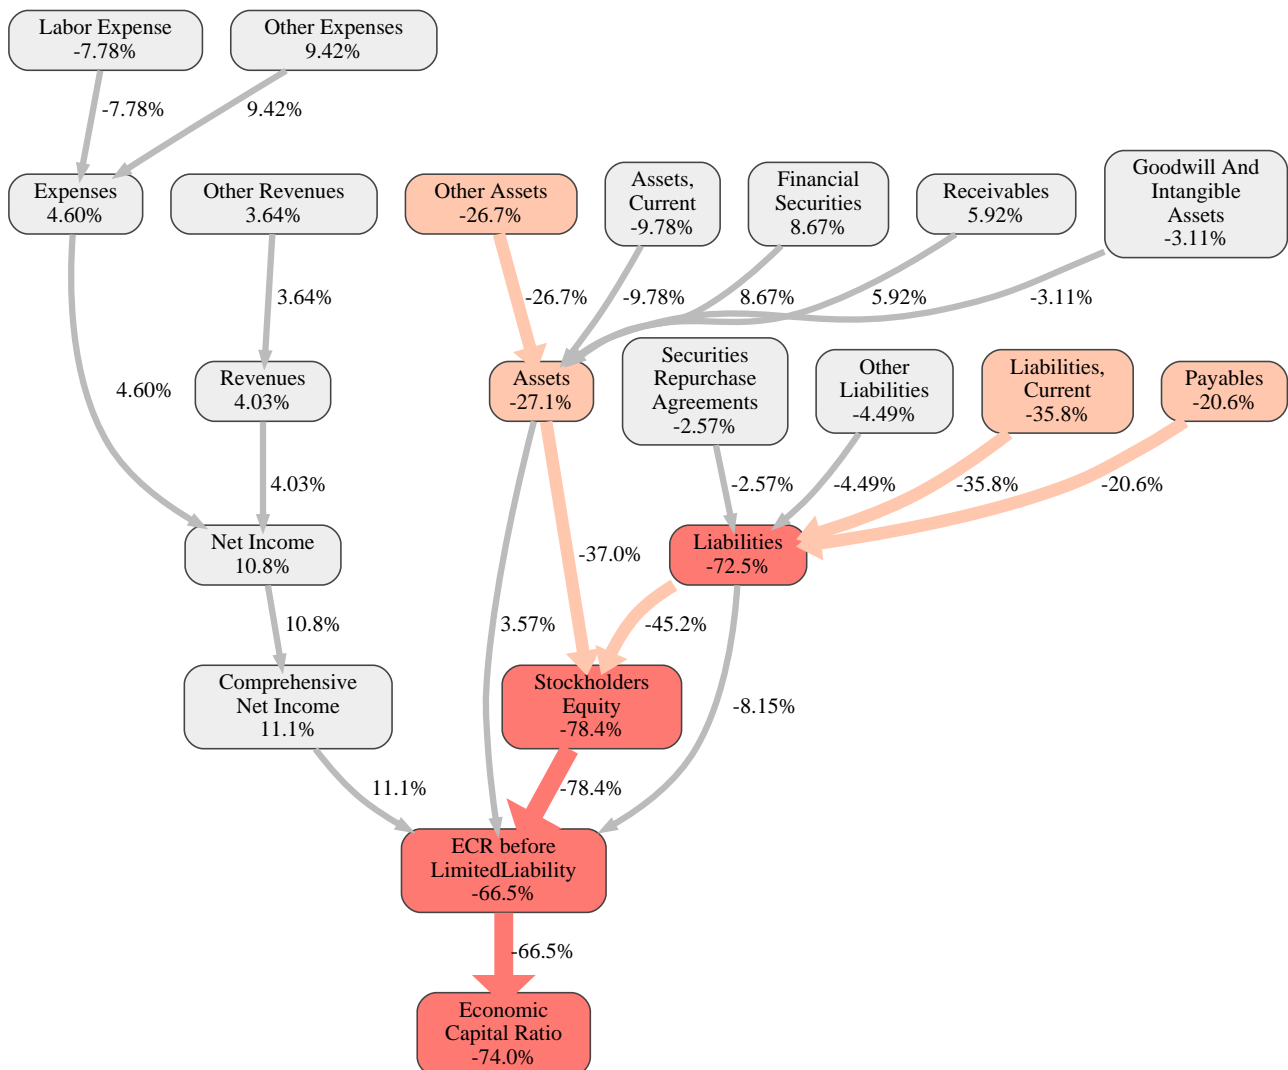 Labor Expense
-7.78%
Other Expenses
9.42%
-7.78%
9.42%
Expenses
4.60%
Other Revenues
3.64%
Other Assets
-26.7%
Assets,
Current
-9.78%
Financial
Securities
8.67%
Receivables
5.92%
Goodwill And
Intangible
Assets
-3.11%
3.64%
-26.7%
-9.78%
8.67%
5.92%
-3.11%
4.60%
Revenues
4.03%
Assets
-27.1%
Securities
Repurchase
Agreements
-2.57%
Other
Liabilities
-4.49%
Liabilities,
Current
-35.8%
Payables
-20.6%
4.03%
-2.57%
-4.49%
-35.8%
-20.6%
Net Income
10.8%
-37.0%
Liabilities
-72.5%
10.8%
3.57%
-45.2%
Comprehensive
Net Income
11.1%
Stockholders
Equity
-78.4%
-8.15%
11.1%
-78.4%
ECR before
LimitedLiability
-66.5%
-66.5%
Economic
Capital Ratio
-74.0%